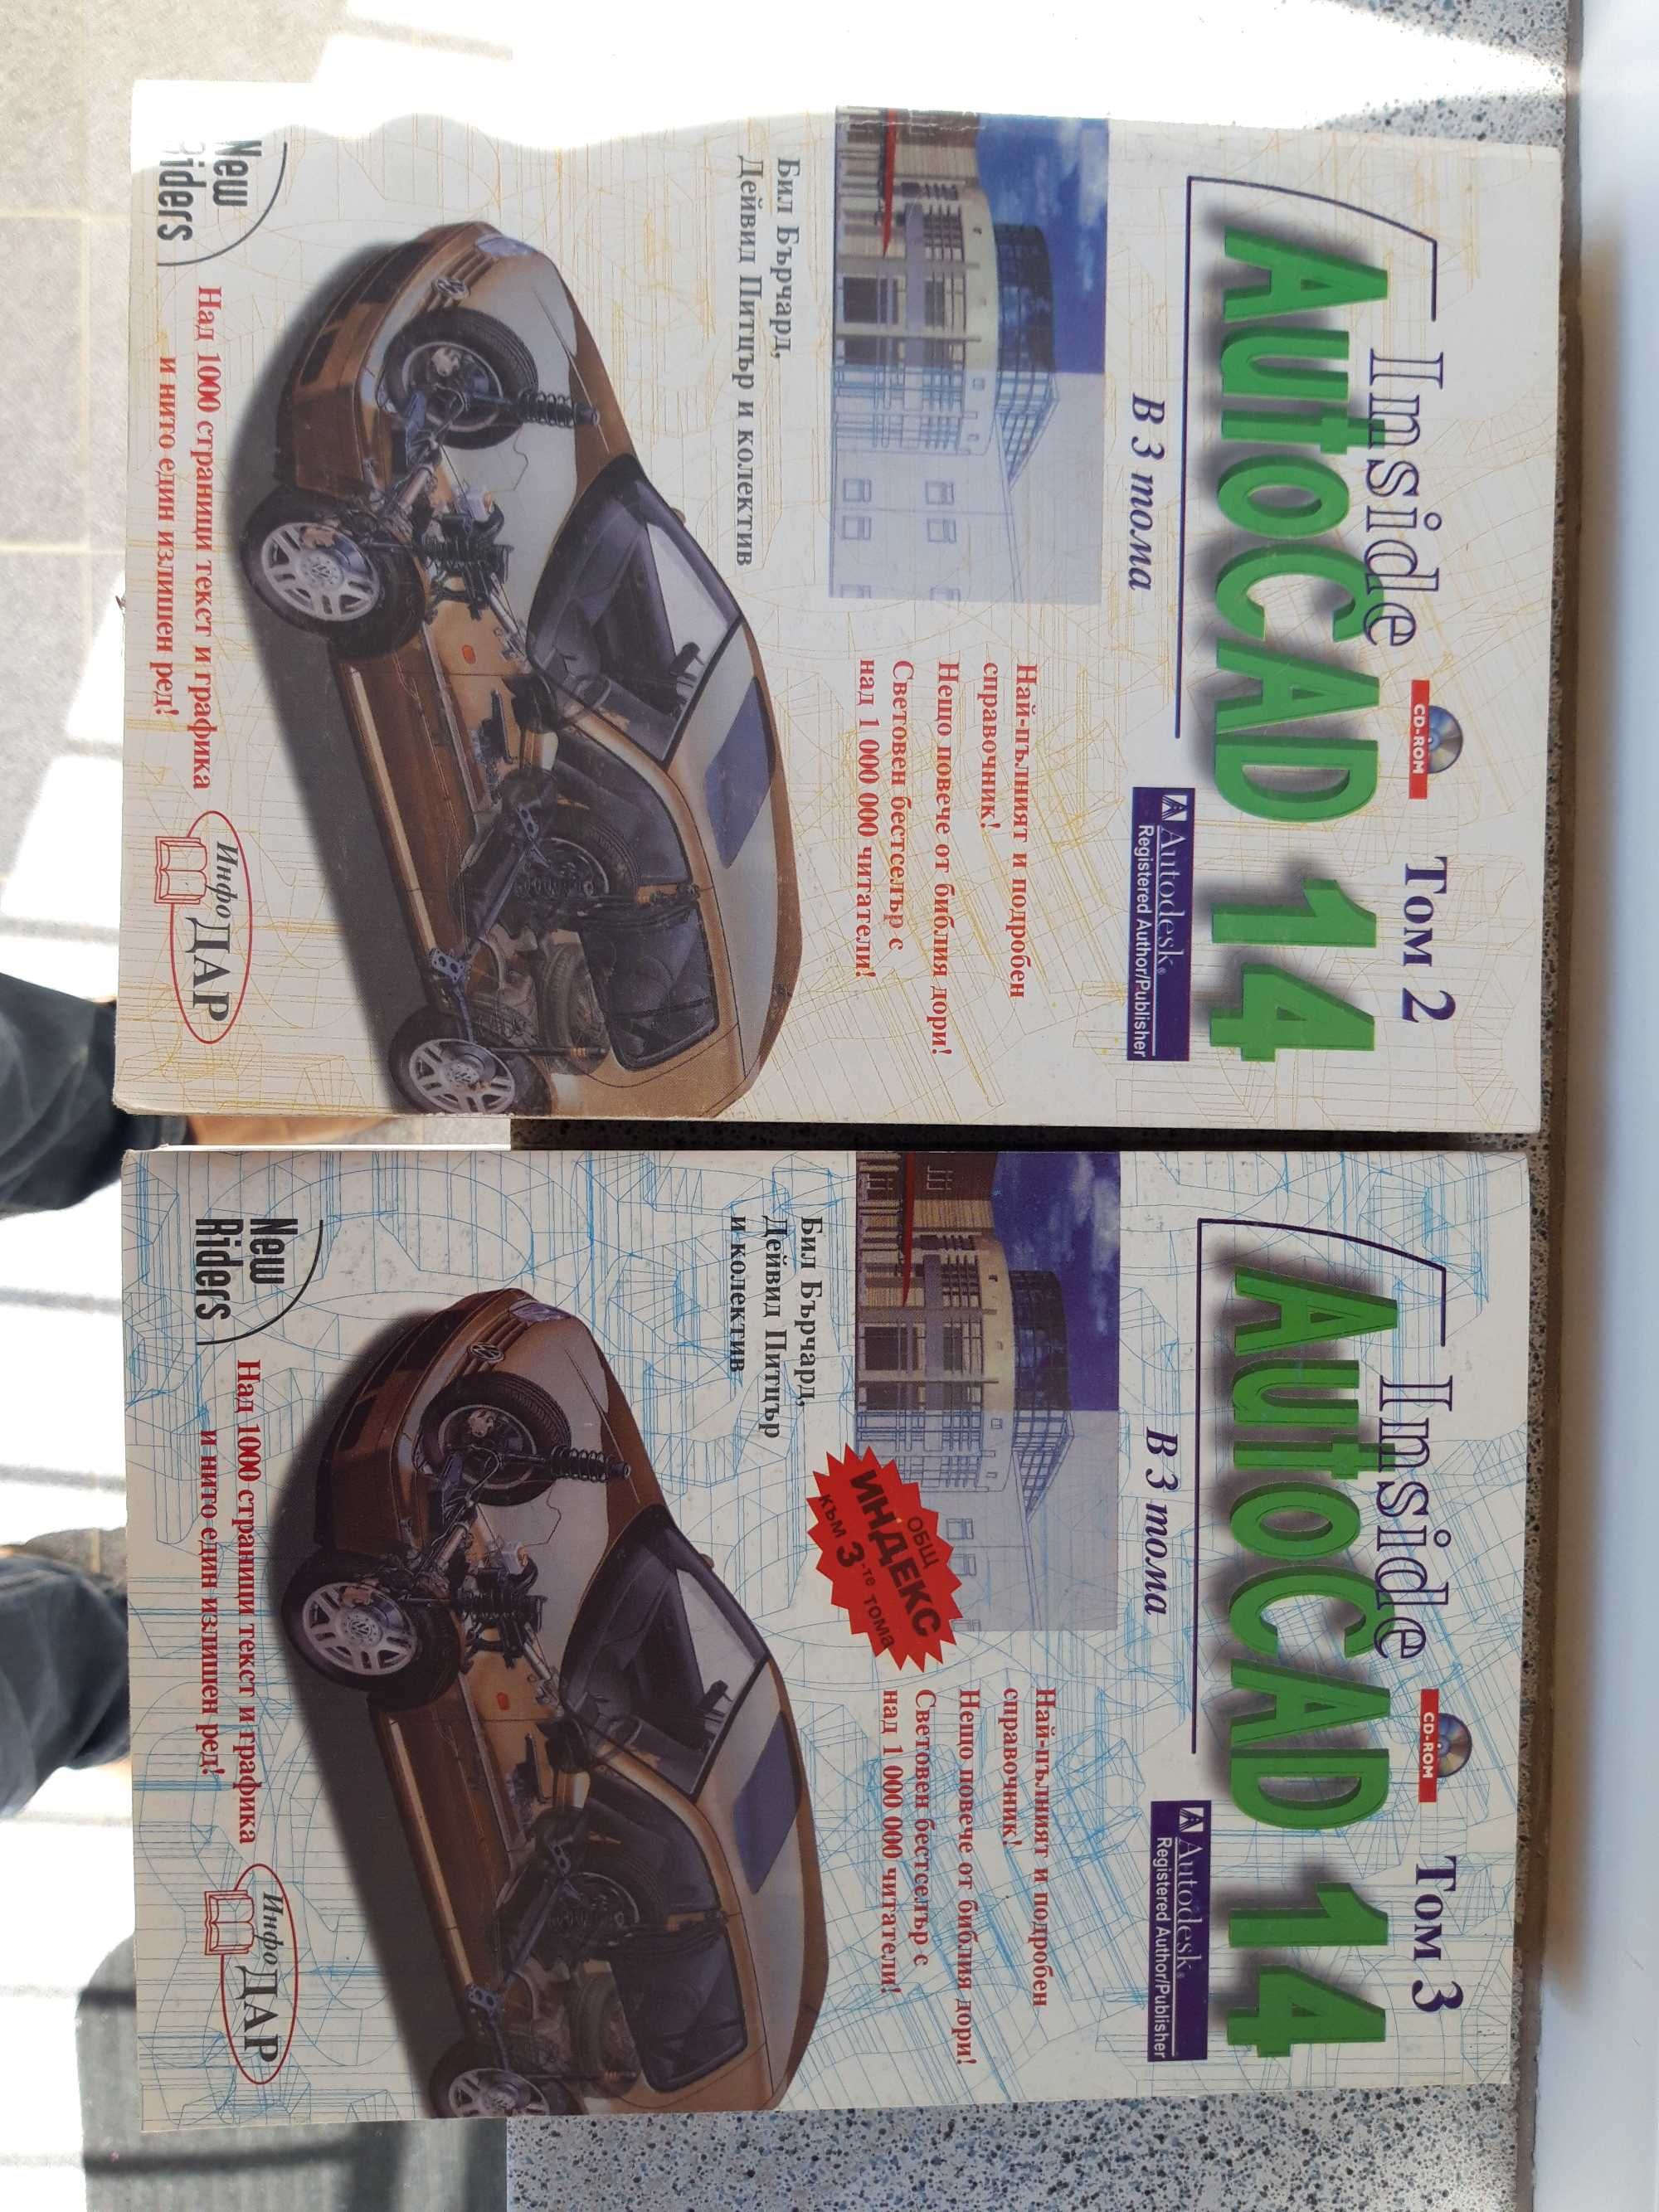 Inside
CD-ROM
Том 2
AutoCAD 14
В 3 тома
Autodesk®
Registered Author/Publisher
Най-пълният и подробен
справочник!
Нещо повече от библия дори!
Световен бестселър с
над 1 000 000 читатели!
Бил Бърчард,
Дейвид Питцър и колектив
New
Riders
Над 1000 страници текст и графика
и нито един излишен ред!
Инфо
ДАР
Inside
CD-ROM
Том 3
AutoCAD 14
В 3 тома
Autodesk®
Registered Author/Publisher
Най-пълният и подробен
справочник!
Нещо повече от библия дори!
Световен бестселър с
над 1 000 000 читатели!
ОБЩ
ИНДЕКС
КЪМ 3-те ТОМА
Бил Бърчард,
Дейвид Питцър
и колектив
New
Riders
Над 1000 страници текст и графика
и нито един излишен ред!
Инфо
ДАР